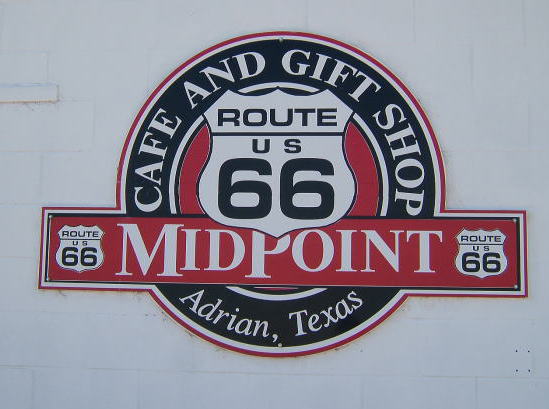 CAFE AND GIFT SHOP
ROUTE
US
66
ROUTE
US
66
MIDPOINT
ROUTE
US
66
Adrian, Texas